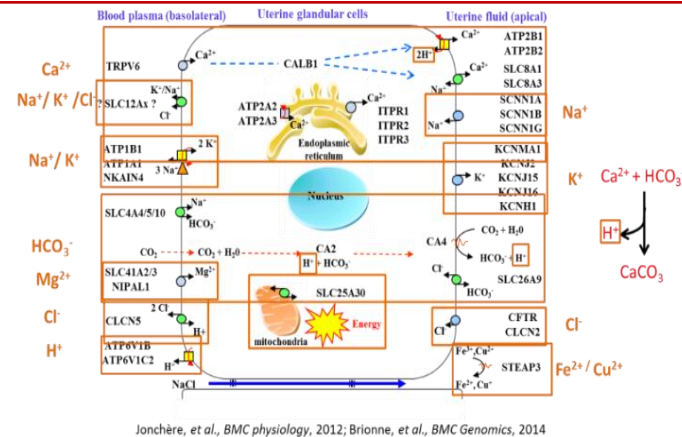 Blood plasma (basolateral)
Uterine glandular cells
Uterine fluid (apical)
Ca²⁺
TRPV6
Ca²⁺
CALB1
2H⁺
Ca²⁺
ATP2B1
ATP2B2
Ca²⁺
Na⁺
SLC8A1
SLC8A3
Na⁺/ K⁺ /Cl⁻
? SLC12Ax ?
K⁺/Na⁺
Cl⁻
ATP2A2
ATP2A3
Ca²⁺
Ca²⁺
ITPR1
ITPR2
ITPR3
Endoplasmic
reticulum
Na⁺
SCNN1A
SCNN1B
SCNN1G
Na⁺
Na⁺/ K⁺
ATP1B1
ATP1A1
NKAIN4
2 K⁺
3 Na⁺
Nucleus
K⁺
KCNMA1
KCNJ2
KCNJ15
KCNJ16
KCNH1
K⁺
Ca²⁺ + HCO₃⁻
H⁺
CaCO₃
SLC4A4/5/10
Na⁺
HCO₃⁻
HCO₃⁻
CO₂
CO₂ + H₂0
CA2
H⁺ + HCO₃⁻
CA4
CO₂ + H₂0
HCO₃⁻ + H⁺
Mg²⁺
SLC41A2/3
NIPAL1
Mg²⁺
SLC25A30
Energy
mitochondria
Cl⁻
HCO₃⁻
SLC26A9
Cl⁻
CLCN5
2 Cl⁻
H+
Cl⁻
CFTR
CLCN2
Cl⁻
H⁺
ATP6V1B
ATP6V1C2
H⁺
NaCl
Fe³⁺,Cu²⁺
Fe²⁺,Cu⁺
STEAP3
Fe²⁺ / Cu²⁺
Jonchère, et al., BMC physiology, 2012; Brionne, et al., BMC Genomics, 2014